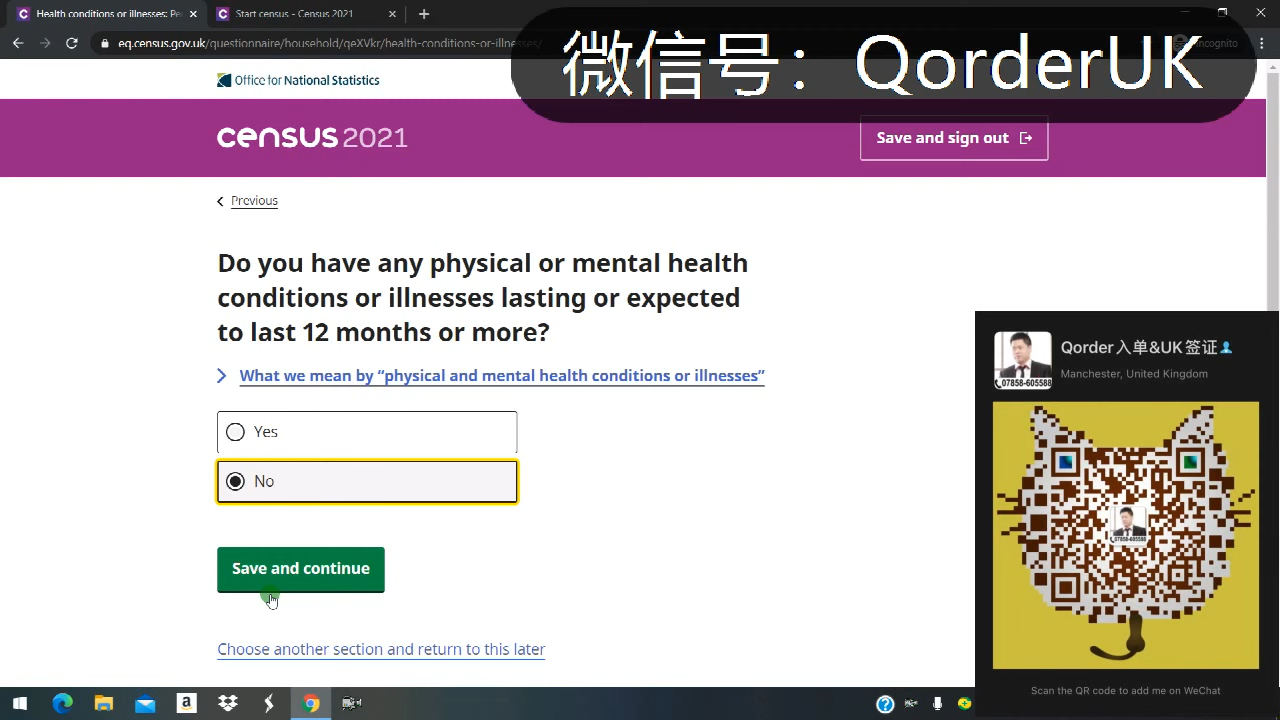 Health conditions or illnesses: Pe
Start census - Census 2021
eq.census.gov.uk/questionnaire/household/qeXVkr/health-conditions-or-illnesses/
Incognito
微信号：QorderUK
Office for National Statistics
census 2021
Save and sign out
Previous
Do you have any physical or mental health
conditions or illnesses lasting or expected
to last 12 months or more?
What we mean by “physical and mental health conditions or illnesses”
Yes
No
Save and continue
Choose another section and return to this later
Qorder入单&UK签证
Manchester, United Kingdom
07858-605588
07858-605588
Scan the QR code to add me on WeChat